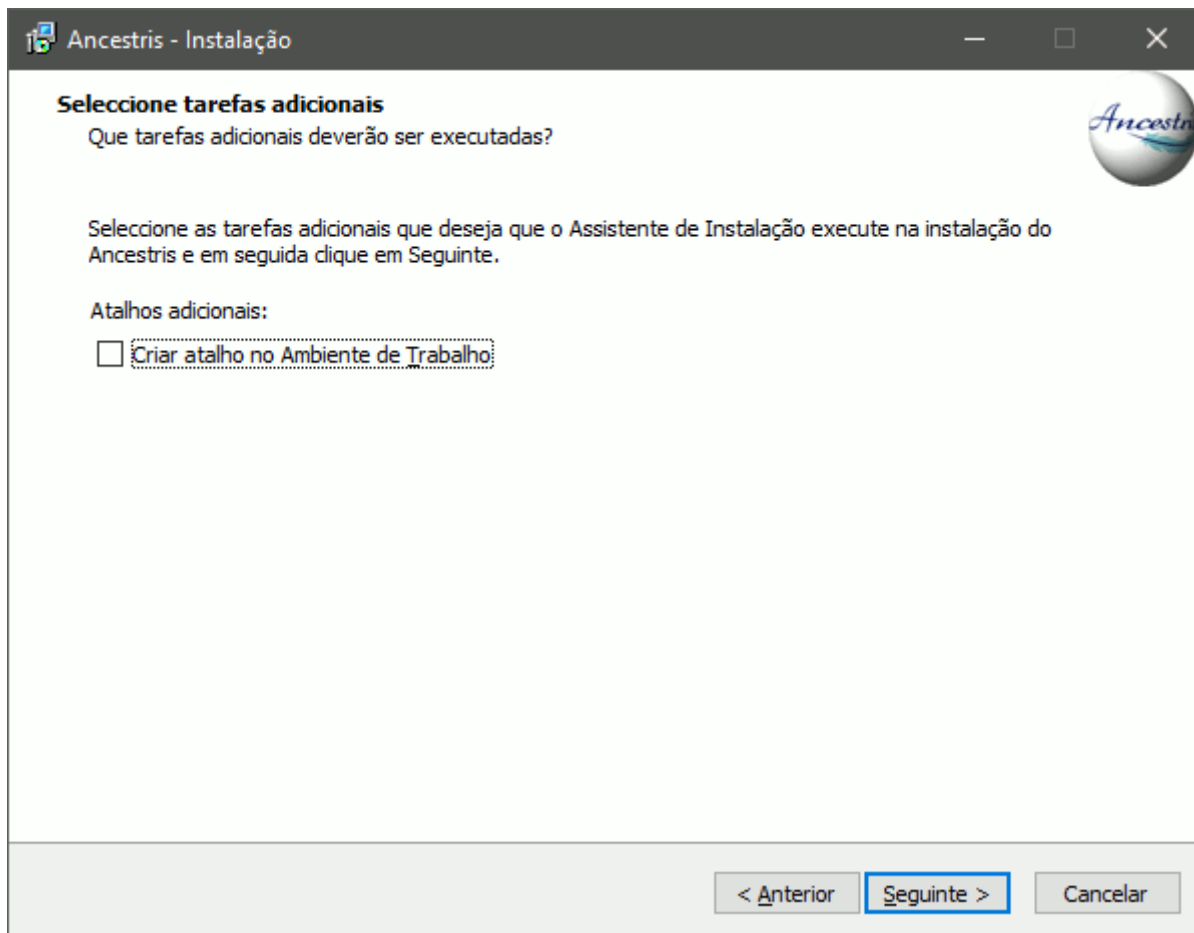 Ancestris - Instalação
Seleccione tarefas adicionais
Que tarefas adicionais deverão ser executadas?
Ancestri
Seleccione as tarefas adicionais que deseja que o Assistente de Instalação execute na instalação do
Ancestris e em seguida clique em Seguinte.
Atalhos adicionais:
Criar atalho no Ambiente de Trabalho
< Anterior
Seguinte >
Cancelar